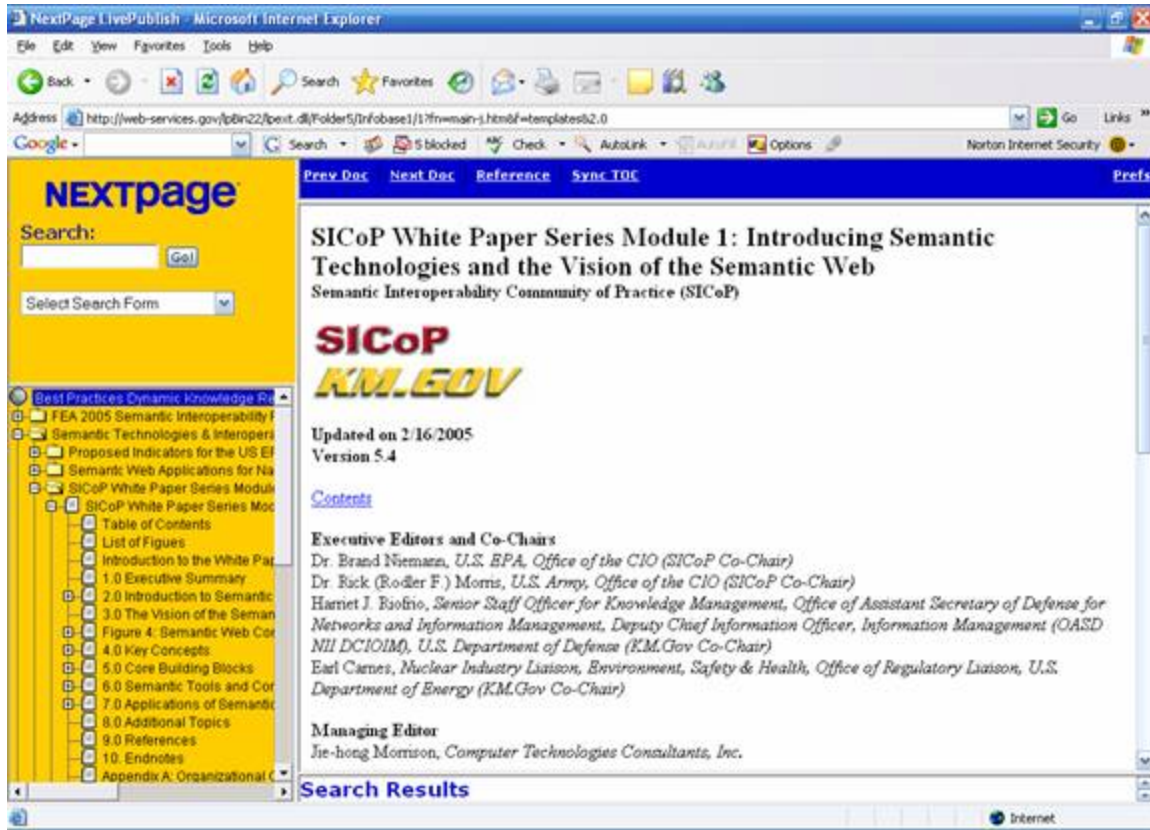 NextPage LivePublish - Microsoft Internet Explorer
File Edit View Favorites Tools Help
Back Search Favorites
Address http://web-services.gov/lpBin22/lpext.dll/Folder5/Infobase1/1?fn=main-j.htm&f=templates&2.0 Go Links »
Google Search 5 blocked Check AutoLink AutoFill Options Norton Internet Security
NEXTpage
Search:
Go!
Select Search Form
Best Practices Dynamic Knowledge Re
FEA 2005 Semantic Interoperability
Semantic Technologies & Interopera
Proposed Indicators for the US EP
Semantic Web Applications for Na
SICoP White Paper Series Module
SICoP White Paper Series Mod
Table of Contents
List of Figues
Introduction to the White Pap
1.0 Executive Summary
2.0 Introduction to Semantic
3.0 The Vision of the Seman
Figure 4: Semantic Web Con
4.0 Key Concepts
5.0 Core Building Blocks
6.0 Semantic Tools and Con
7.0 Applications of Semantic
8.0 Additional Topics
9.0 References
10. Endnotes
Appendix A: Organizational C
Prev Doc Next Doc Reference Sync TOC Prefs
SICoP White Paper Series Module 1: Introducing Semantic
Technologies and the Vision of the Semantic Web
Semantic Interoperability Community of Practice (SICoP)
SICoP
KM.GOV
Updated on 2/16/2005
Version 5.4
Contents
Executive Editors and Co-Chairs
Dr. Brand Niemann, U.S. EPA, Office of the CIO (SICoP Co-Chair)
Dr. Rick (Rodler F.) Morris, U.S. Army, Office of the CIO (SICoP Co-Chair)
Harriet J. Riofrio, Senior Staff Officer for Knowledge Management, Office of Assistant Secretary of Defense for
Networks and Information Management, Deputy Chief Information Officer, Information Management (OASD
NII DCIOIM), U.S. Department of Defense (KM.Gov Co-Chair)
Earl Carnes, Nuclear Industry Liaison, Environment, Safety & Health, Office of Regulatory Liaison, U.S.
Department of Energy (KM.Gov Co-Chair)
Managing Editor
Jie-hong Morrison, Computer Technologies Consultants, Inc.
Search Results
Internet